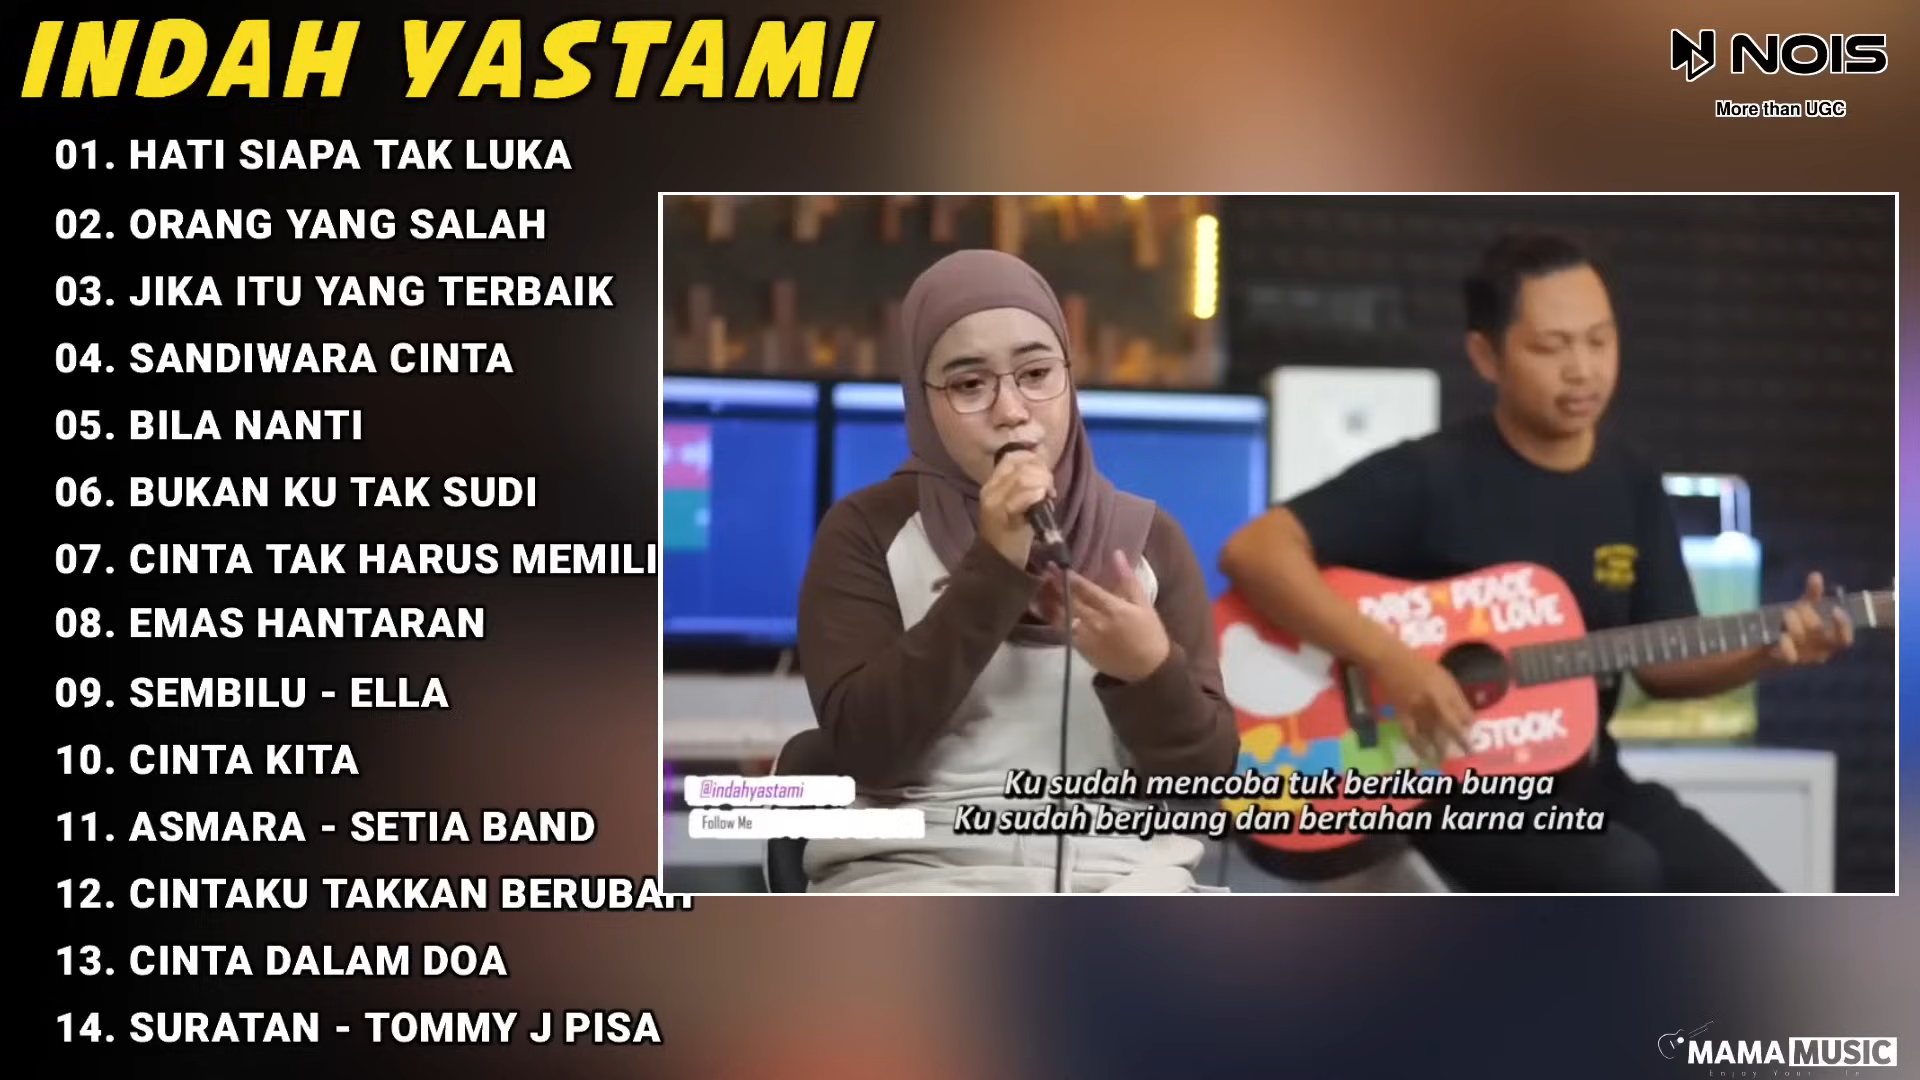 INDAH YASTAMI
NOIS
More than UGC
01. HATI SIAPA TAK LUKA
02. ORANG YANG SALAH
03. JIKA ITU YANG TERBAIK
04. SANDIWARA CINTA
05. BILA NANTI
06. BUKAN KU TAK SUDI
07. CINTA TAK HARUS MEMILI
08. EMAS HANTARAN
09. SEMBILU - ELLA
10. CINTA KITA
11. ASMARA - SETIA BAND
12. CINTAKU TAKKAN BERUBAH
13. CINTA DALAM DOA
14. SURATAN - TOMMY J PISA
PEACE
LOVE
@indahyastami
Follow Me
Ku sudah mencoba tuk berikan bunga
Ku sudah berjuang dan bertahan karna cinta
MAMA MUSIC
Enjoy Your